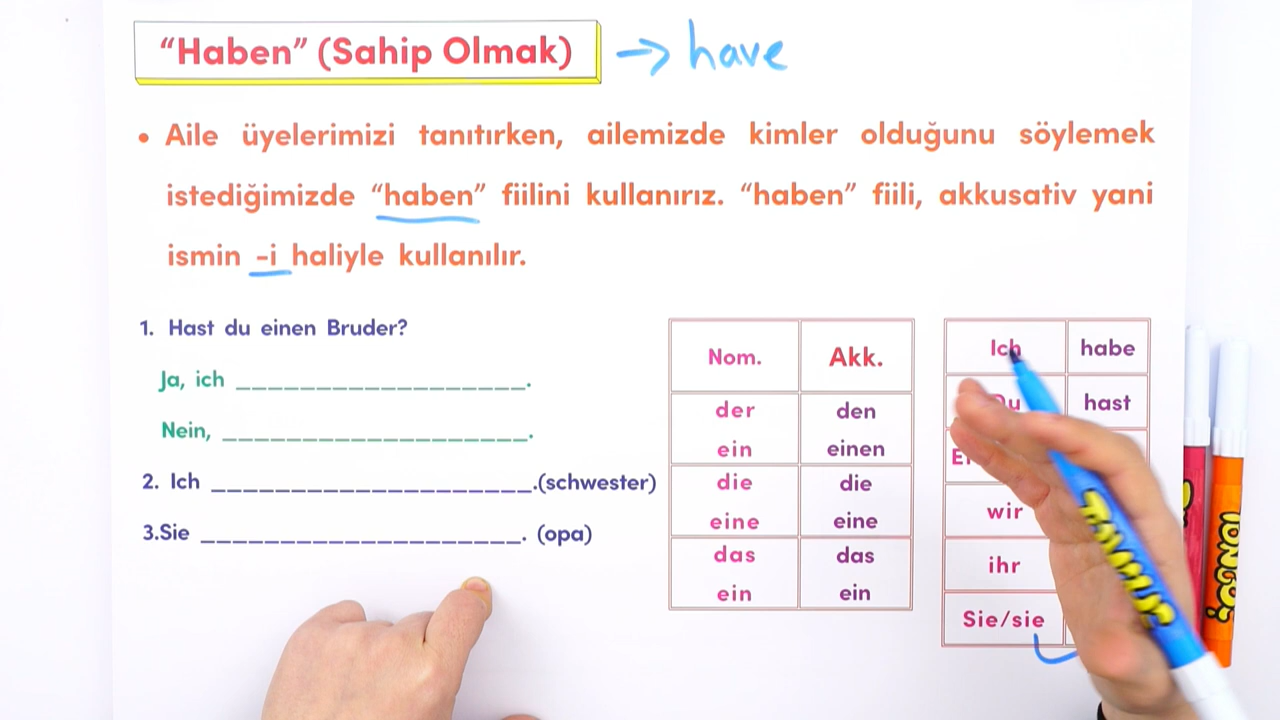 “Haben” (Sahip Olmak) → have
• Aile üyelerimizi tanıtırken, ailemizde kimler olduğunu söylemek
istediğimizde “haben” fiilini kullanırız. “haben” fiili, akkusativ yani
ismin -i haliyle kullanılır.
1. Hast du einen Bruder?
Ja, ich __________________.
Nein, ___________________.
2. Ich ____________________.(schwester)
3.Sie ____________________. (opa)
Nom. Akk.
der den
ein einen
die die
eine eine
das das
ein ein
Ich habe
Du hast
wir
ihr
Sie/sie